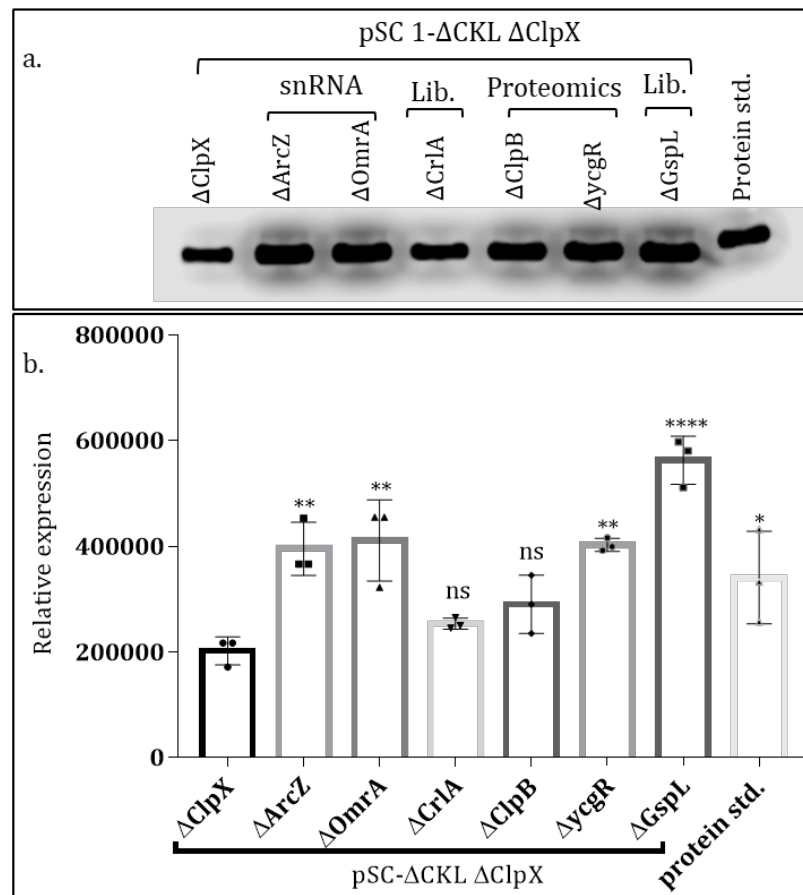 a.
pSC 1-ΔCKL ΔClpX
snRNA
Lib.
Proteomics
Lib.
ΔClpX
ΔArcZ
ΔOmrA
ΔCrlA
ΔClpB
ΔycgR
ΔGspL
Protein std.
b.
Relative expression
800000
600000
400000
200000
0
**
**
ns
ns
**
****
*
ΔClpX
ΔArcZ
ΔOmrA
ΔCrlA
ΔClpB
ΔycgR
ΔGspL
protein std.
pSC-ΔCKL ΔClpX